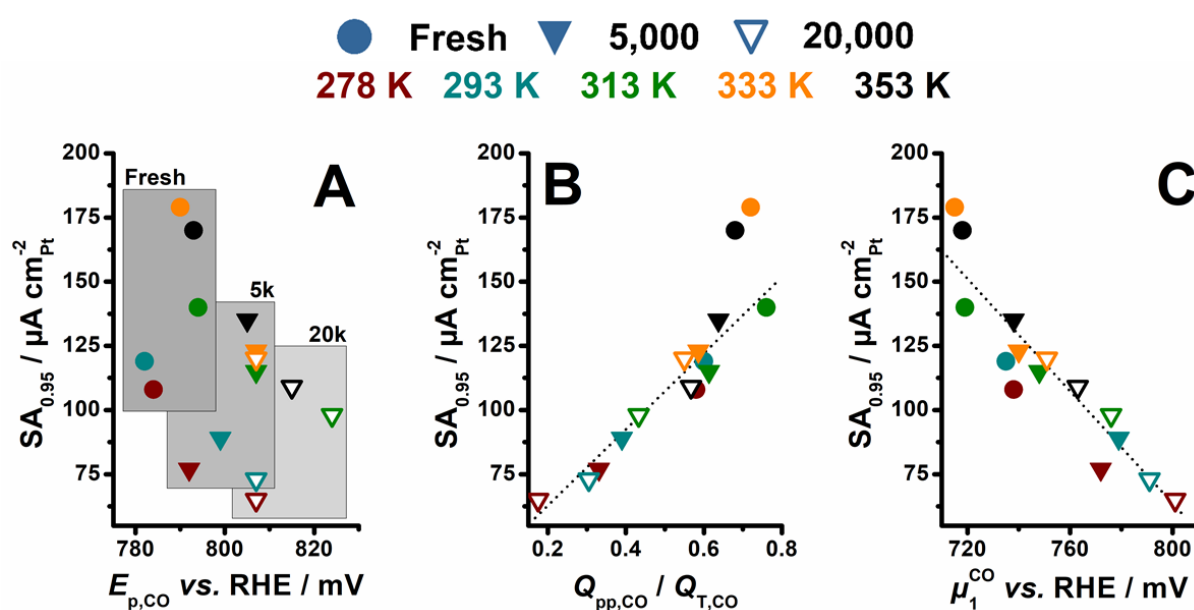 Fresh 5,000 20,000
278 K 293 K 313 K 333 K 353 K
A
Fresh
5k
20k
200
175
150
125
100
75
SA0.95 / μA cm-2Pt
780 800 820
Ep,CO vs. RHE / mV
B
200
175
150
125
100
75
SA0.95 / μA cm-2Pt
0.2 0.4 0.6 0.8
Qpp,CO / QT,CO
C
200
175
150
125
100
75
SA0.95 / μA cm-2Pt
720 760 800
μ1CO vs. RHE / mV